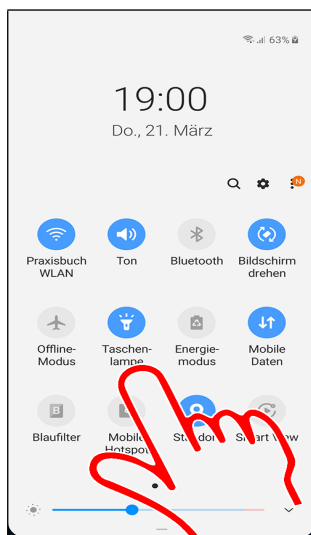 63%
19:00
Do., 21. März
N
Praxisbuch
WLAN
Ton
Bluetooth
Bildschirm
drehen
Offline-
Modus
Taschen-
lampe
Energie-
modus
Mobile
Daten
B
Blaufilter
Mobile
Hotspot
Standort
Smart View